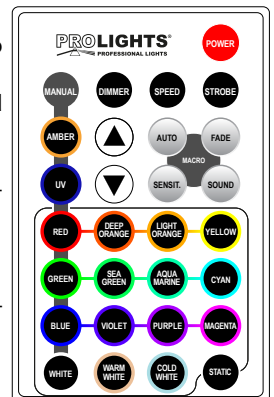 PROLIGHTS®
PROFESSIONAL LIGHTS
POWER
MANUAL DIMMER SPEED STROBE
AMBER AUTO FADE
MACRO
UV SENSIT. SOUND
RED DEEP ORANGE LIGHT ORANGE YELLOW
GREEN SEA GREEN AQUA MARINE CYAN
BLUE VIOLET PURPLE MAGENTA
WHITE WARM WHITE COLD WHITE STATIC